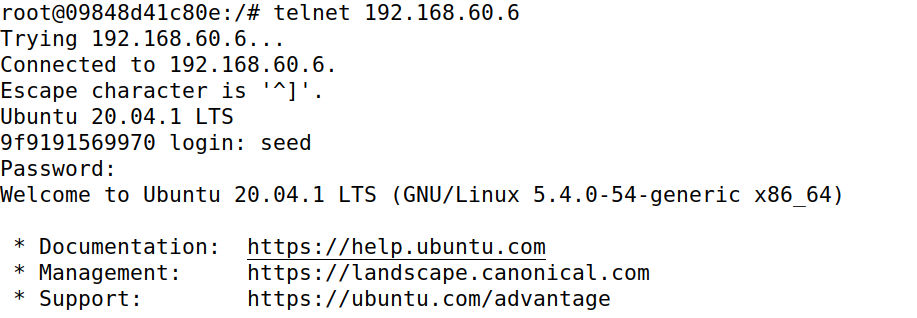 root@09848d41c80e:/# telnet 192.168.60.6
Trying 192.168.60.6...
Connected to 192.168.60.6.
Escape character is '^]'.
Ubuntu 20.04.1 LTS
9f9191569970 login: seed
Password:
Welcome to Ubuntu 20.04.1 LTS (GNU/Linux 5.4.0-54-generic x86_64)

 * Documentation:  https://help.ubuntu.com
 * Management:     https://landscape.canonical.com
 * Support:        https://ubuntu.com/advantage